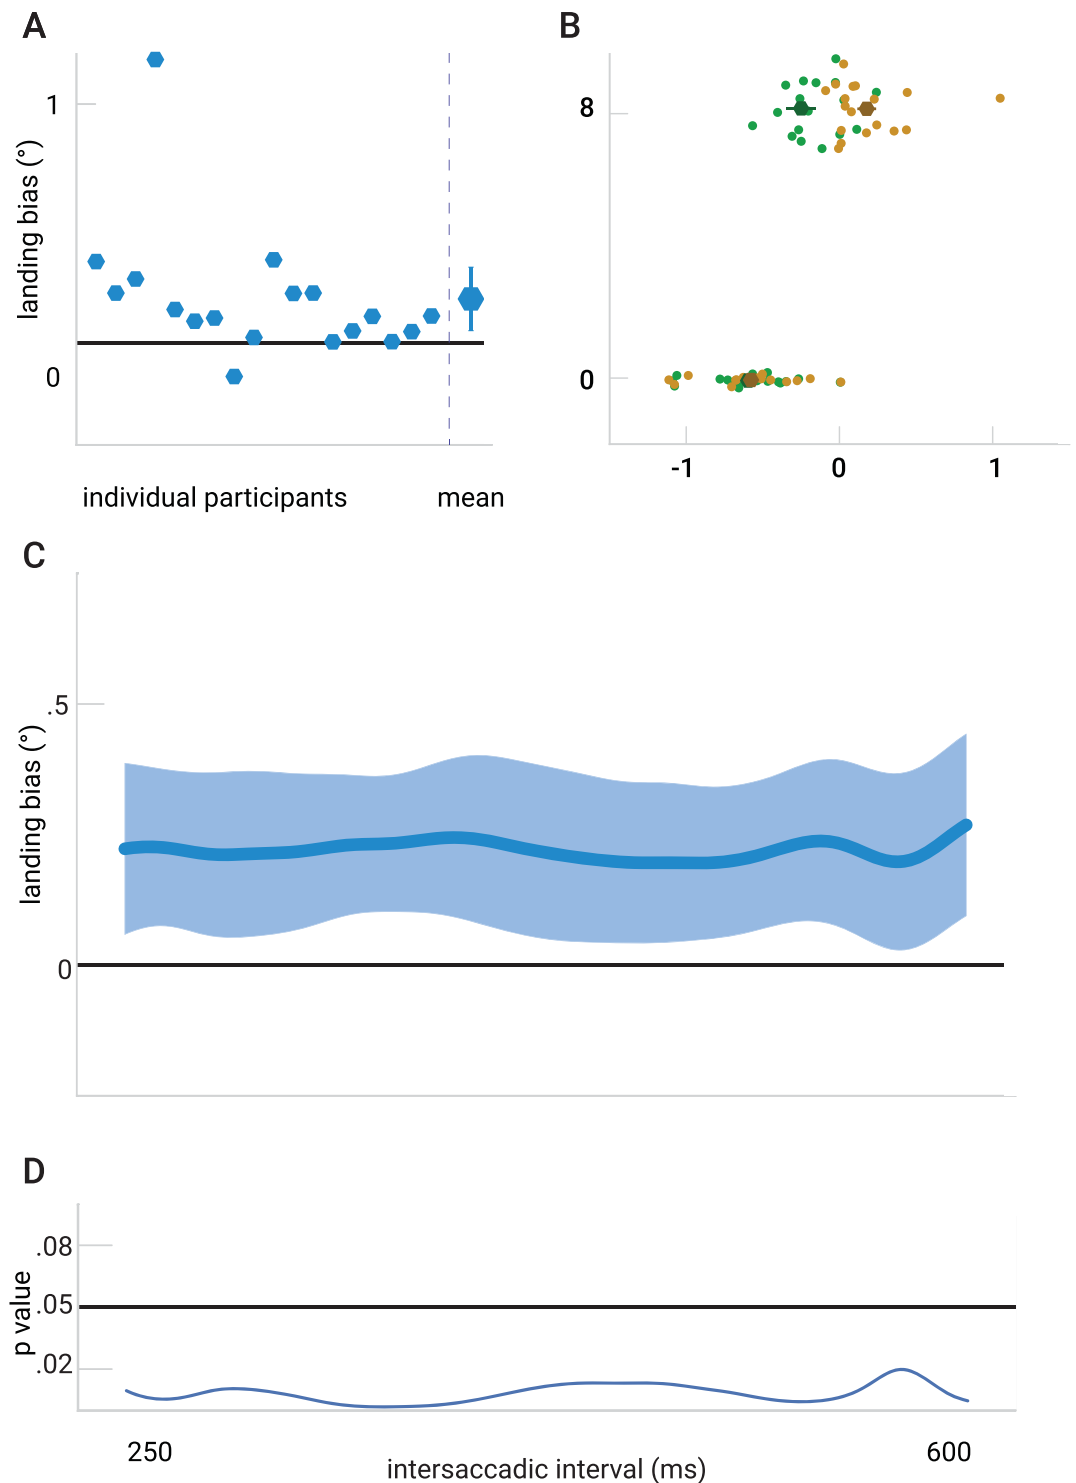 A
B
1
landing bias (°)
0
individual participants
mean
8
0
-1
0
1
C
.5
landing bias (°)
0
D
.08
.05
.02
p value
250
600
intersaccadic interval (ms)